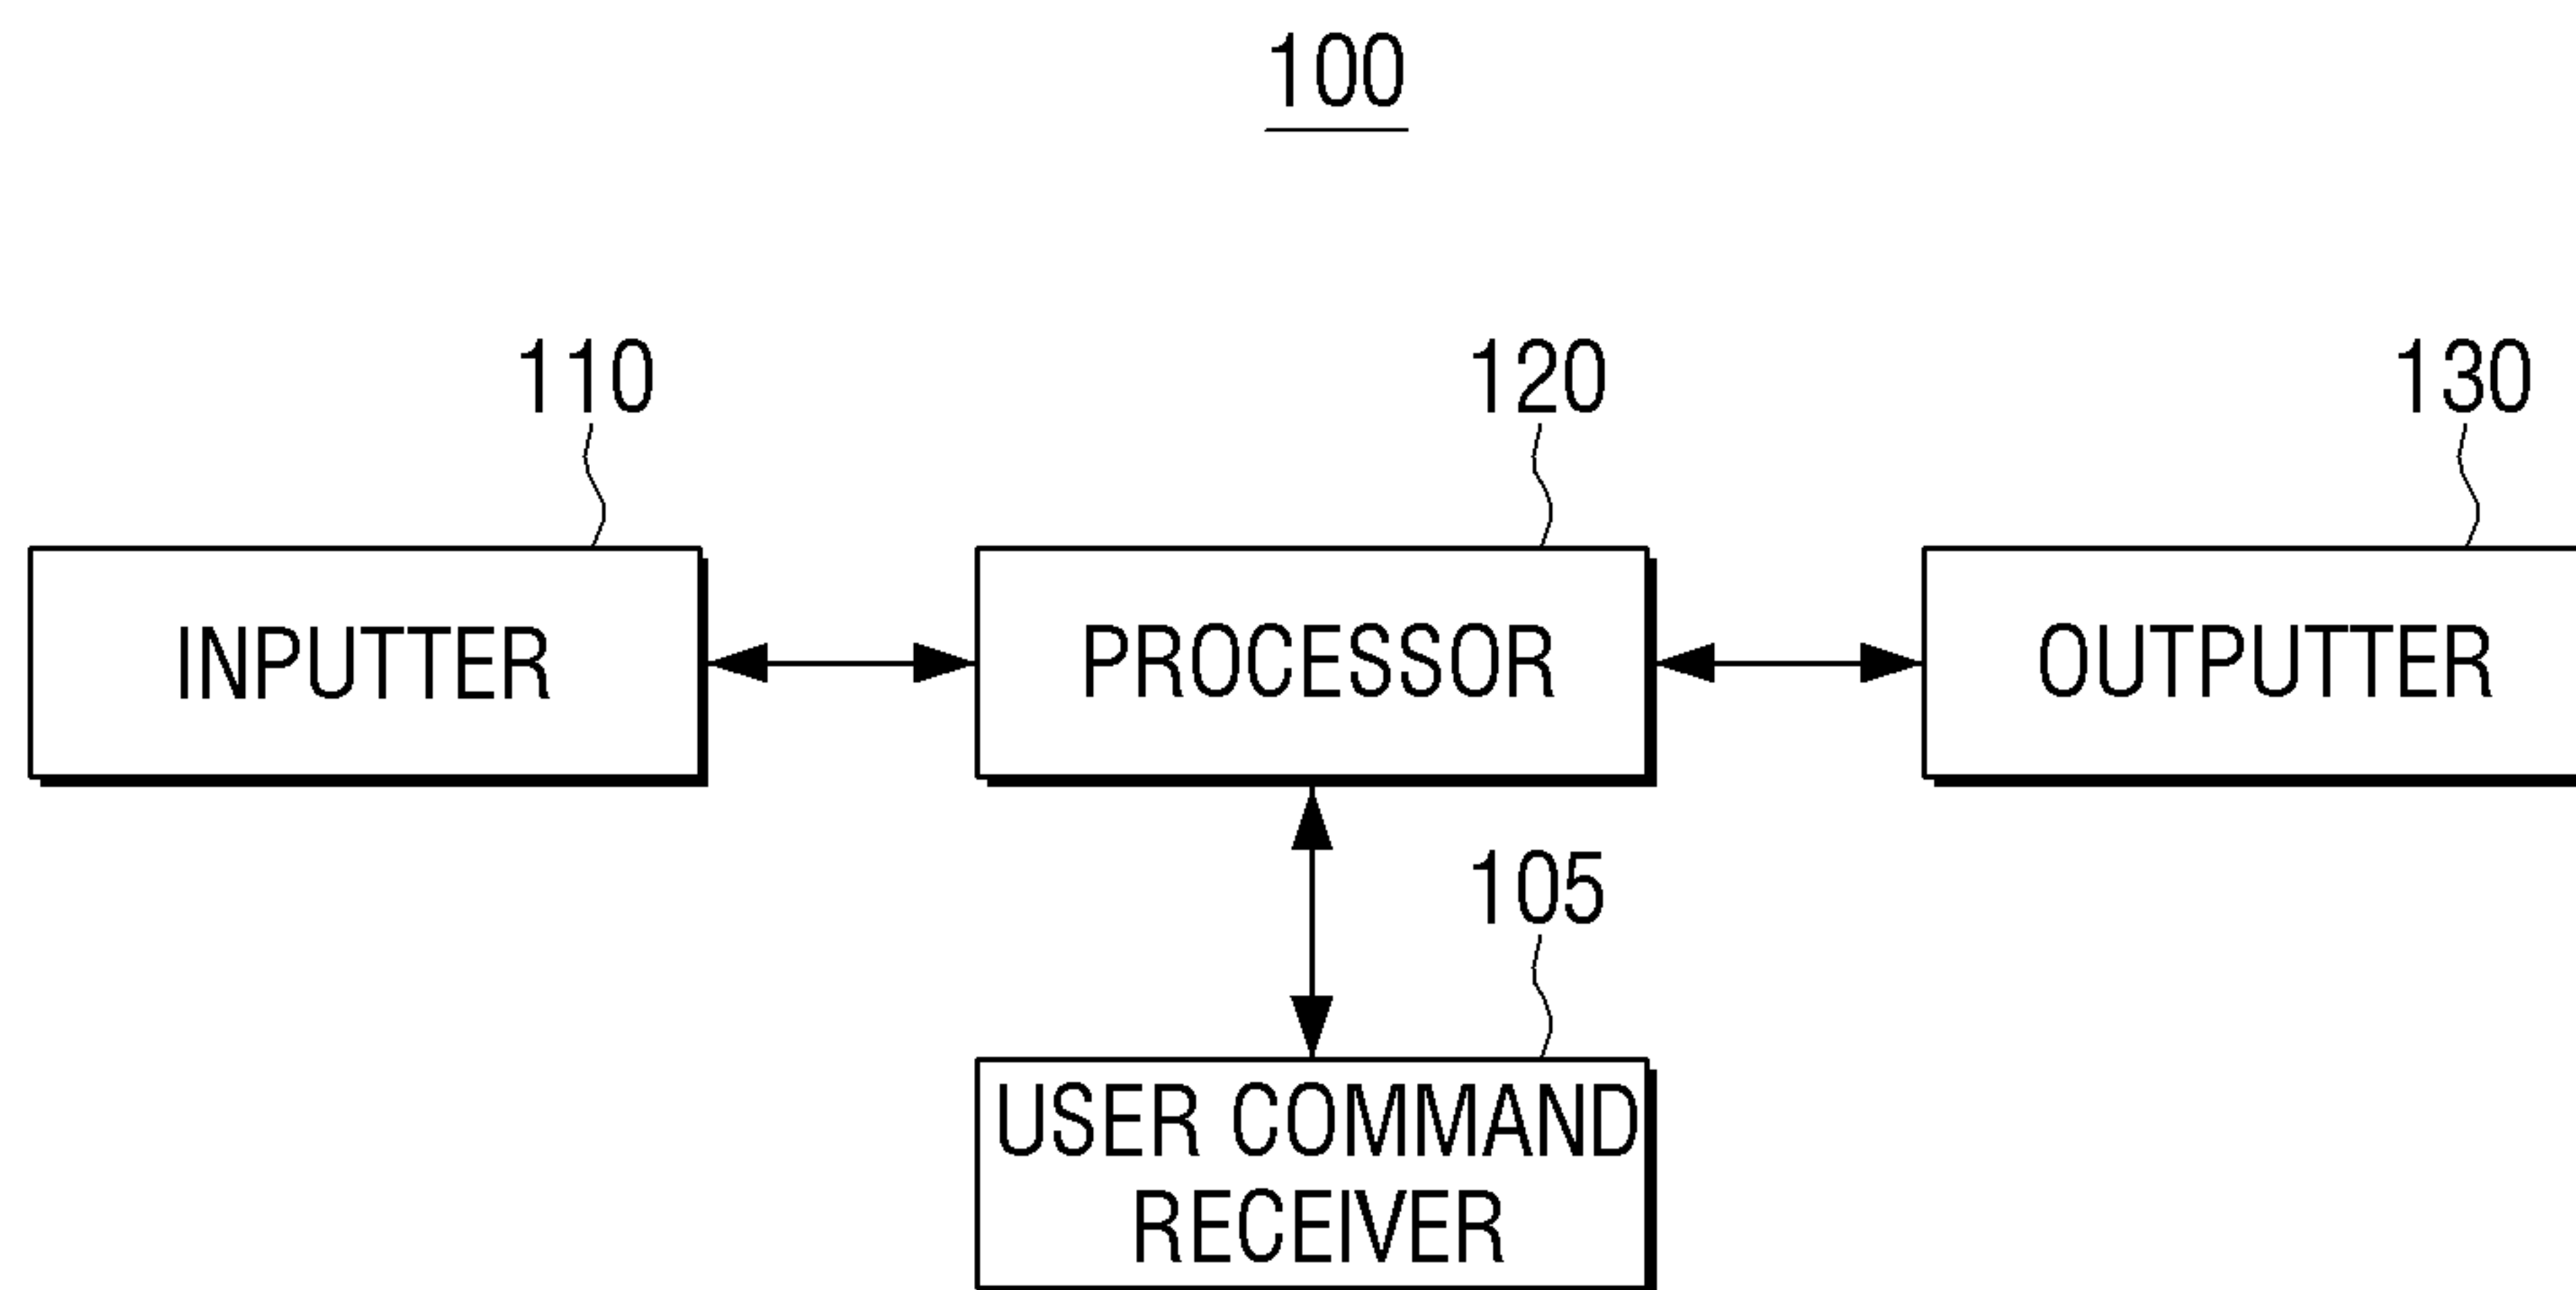 100
110
120
130
INPUTTER
PROCESSOR
OUTPUTTER
105
USER COMMAND
RECEIVER